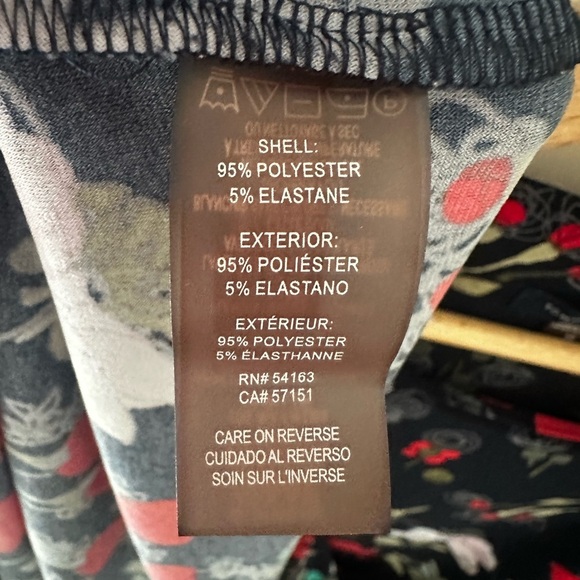 SHELL:
95% POLYESTER
5% ELASTANE
EXTERIOR:
95% POLIÉSTER
5% ELASTANO
EXTÉRIEUR:
95% POLYESTER
5% ÉLASTHANNE
RN# 54163
CA# 57151
CARE ON REVERSE
CUIDADO AL REVERSO
SOIN SUR L'INVERSE